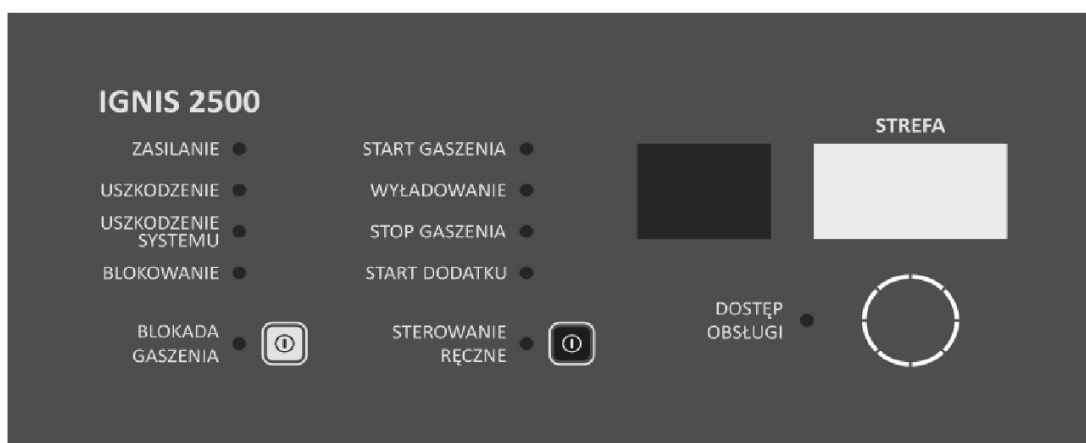 IGNIS 2500
ZASILANIE
USZKODZENIE
USZKODZENIE
SYSTEMU
BLOKOWANIE
BLOKADA
GASZENIA
START GASZENIA
WYŁADOWANIE
STOP GASZENIA
START DODATKU
STEROWANIE
RĘCZNE
STREFA
DOSTĘP
OBSŁUGI